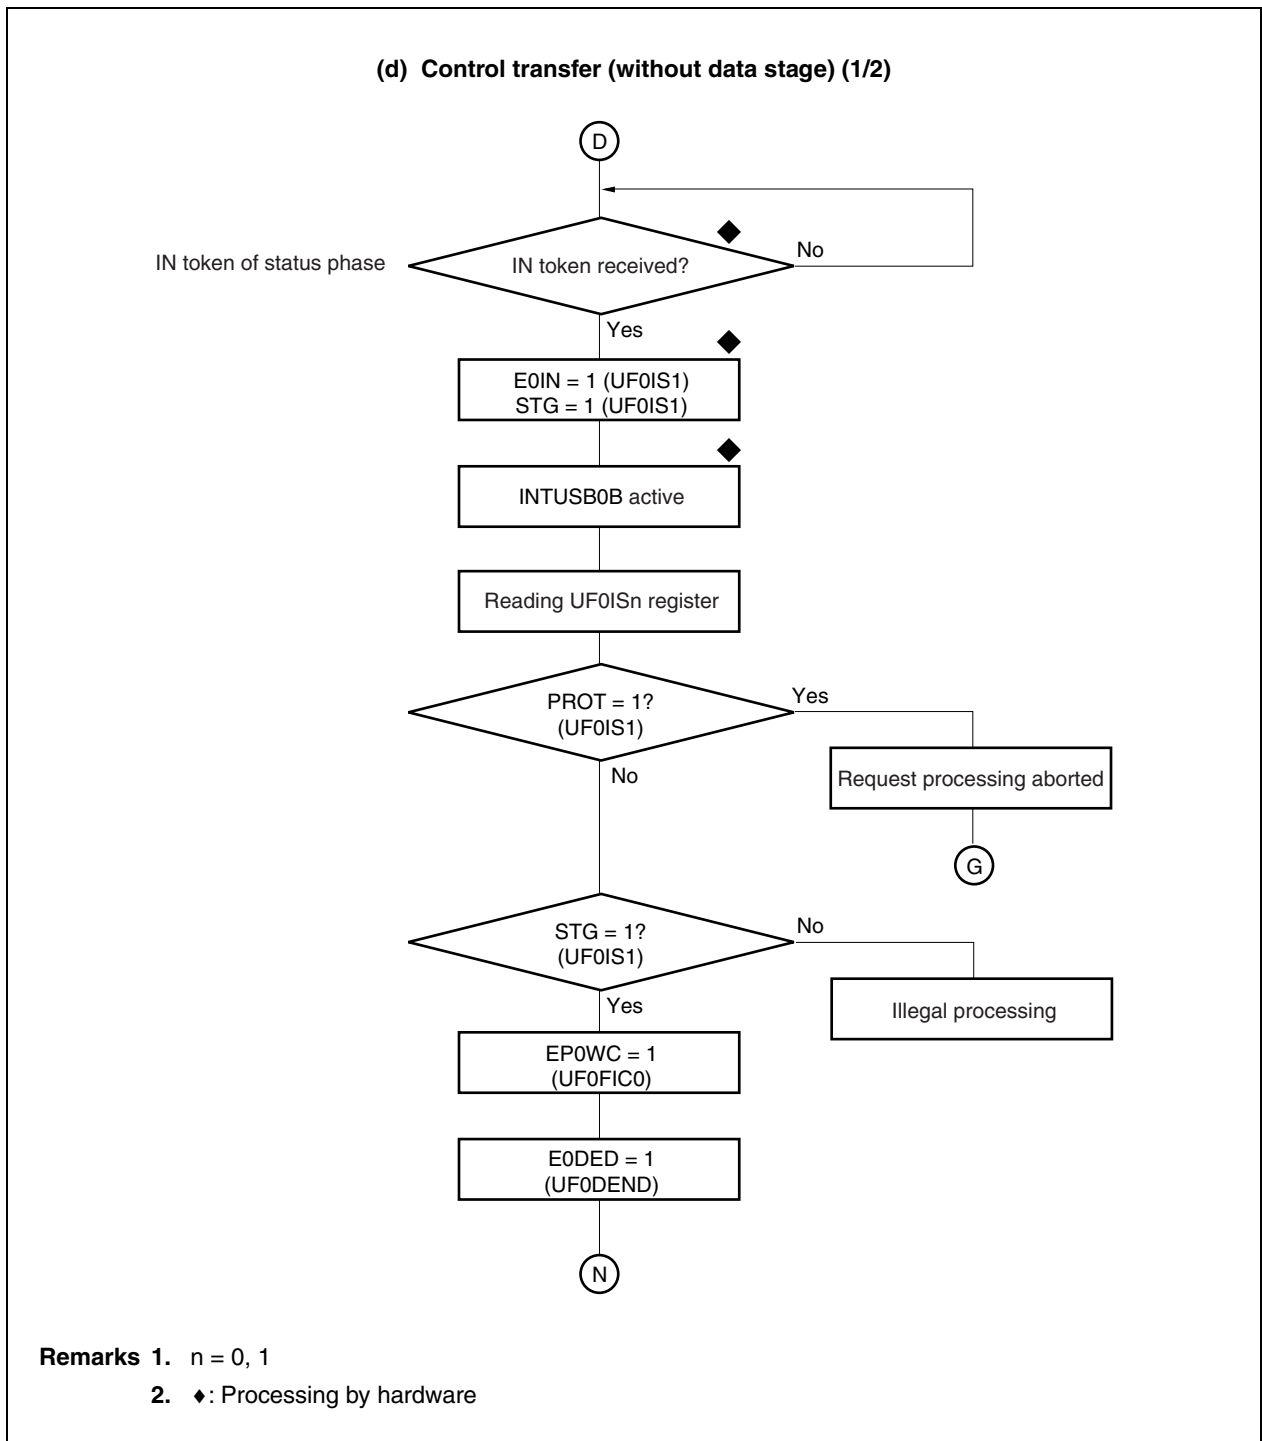 (d) Control transfer (without data stage) (1/2)
D
IN token of status phase
IN token received?
No
Yes
E0IN = 1 (UF0IS1)
STG = 1 (UF0IS1)
INTUSB0B active
Reading UF0ISn register
PROT = 1?
(UF0IS1)
Yes
No
Request processing aborted
G
STG = 1?
(UF0IS1)
No
Yes
Illegal processing
EP0WC = 1
(UF0FIC0)
E0DED = 1
(UF0DEND)
N
Remarks 1. n = 0, 1
2. ♦: Processing by hardware